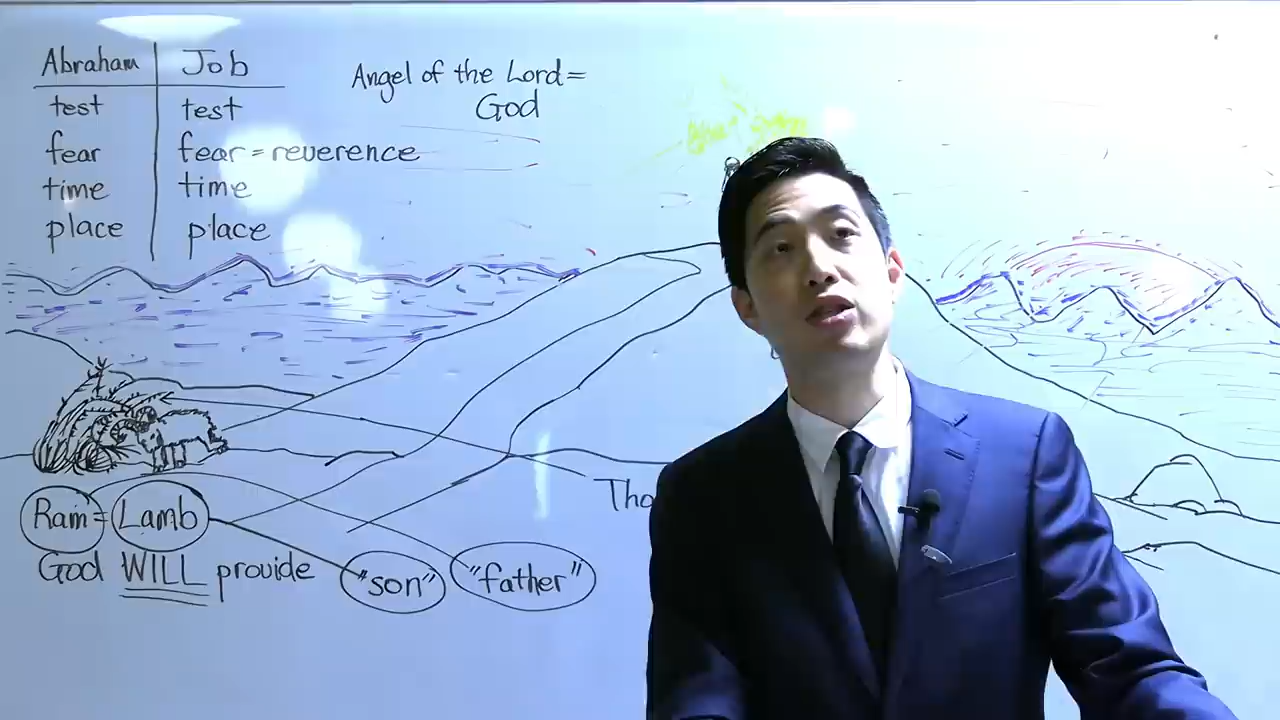 Abraham Job
test test
fear fear = reverence
time time
place place
Angel of the Lord =
God
Ram = Lamb
God WILL provide
"son" "father"
Tho